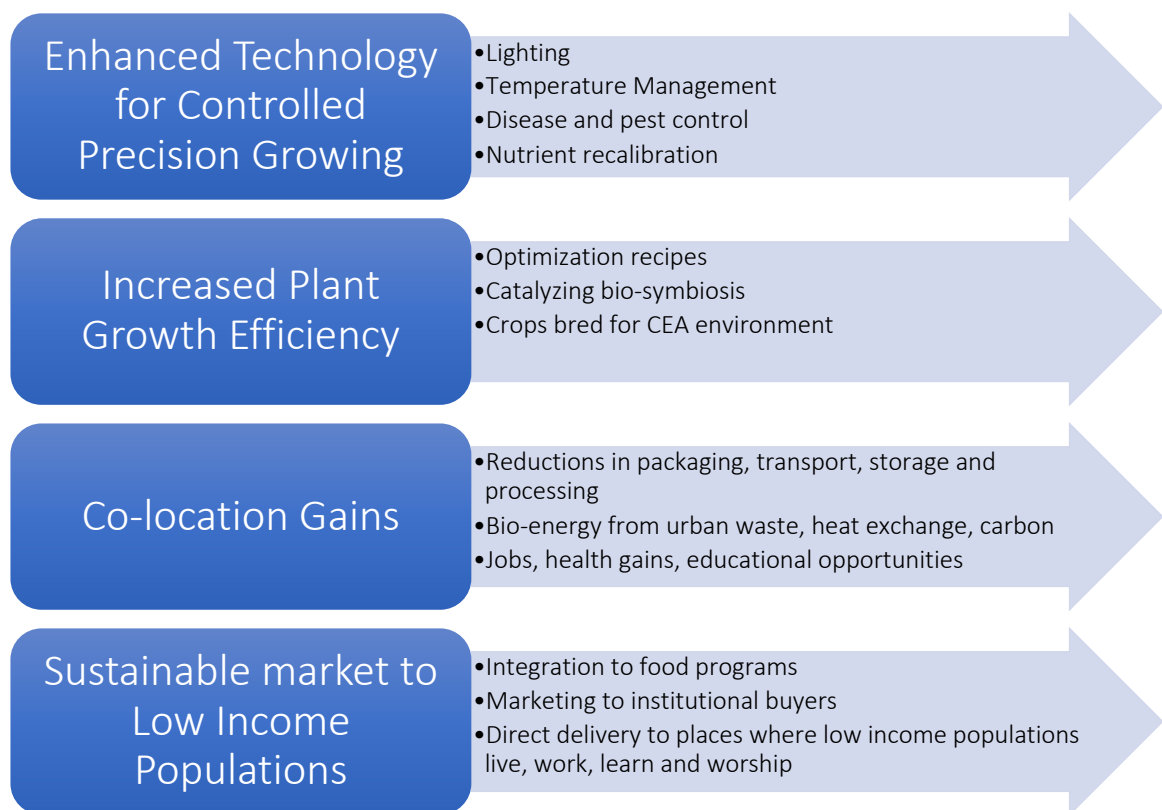 Enhanced Technology
for Controlled
Precision Growing
•Lighting
•Temperature Management
•Disease and pest control
•Nutrient recalibration
Increased Plant
Growth Efficiency
•Optimization recipes
•Catalyzing bio-symbiosis
•Crops bred for CEA environment
Co-location Gains
•Reductions in packaging, transport, storage and
processing
•Bio-energy from urban waste, heat exchange, carbon
•Jobs, health gains, educational opportunities
Sustainable market to
Low Income
Populations
•Integration to food programs
•Marketing to institutional buyers
•Direct delivery to places where low income populations
live, work, learn and worship